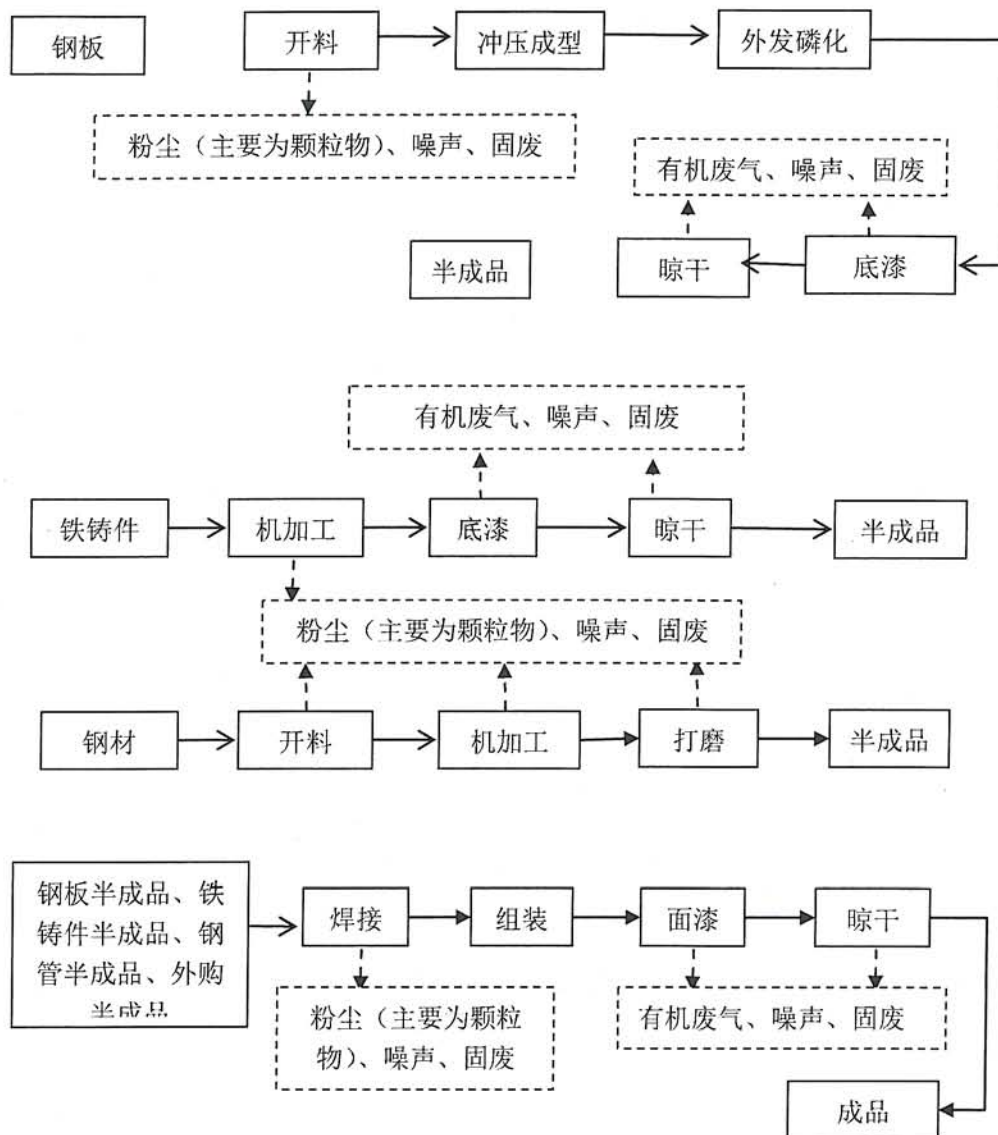 钢板
开料
冲压成型
外发磷化
粉尘（主要为颗粒物）、噪声、固废
有机废气、噪声、固废
半成品
晾干
底漆
有机废气、噪声、固废
铁铸件
机加工
底漆
晾干
半成品
粉尘（主要为颗粒物）、噪声、固废
钢材
开料
机加工
打磨
半成品
钢板半成品、铁
铸件半成品、钢
管半成品、外购
半成品
焊接
组装
面漆
晾干
粉尘（主要为颗粒
物）、噪声、固废
有机废气、噪声、固废
成品